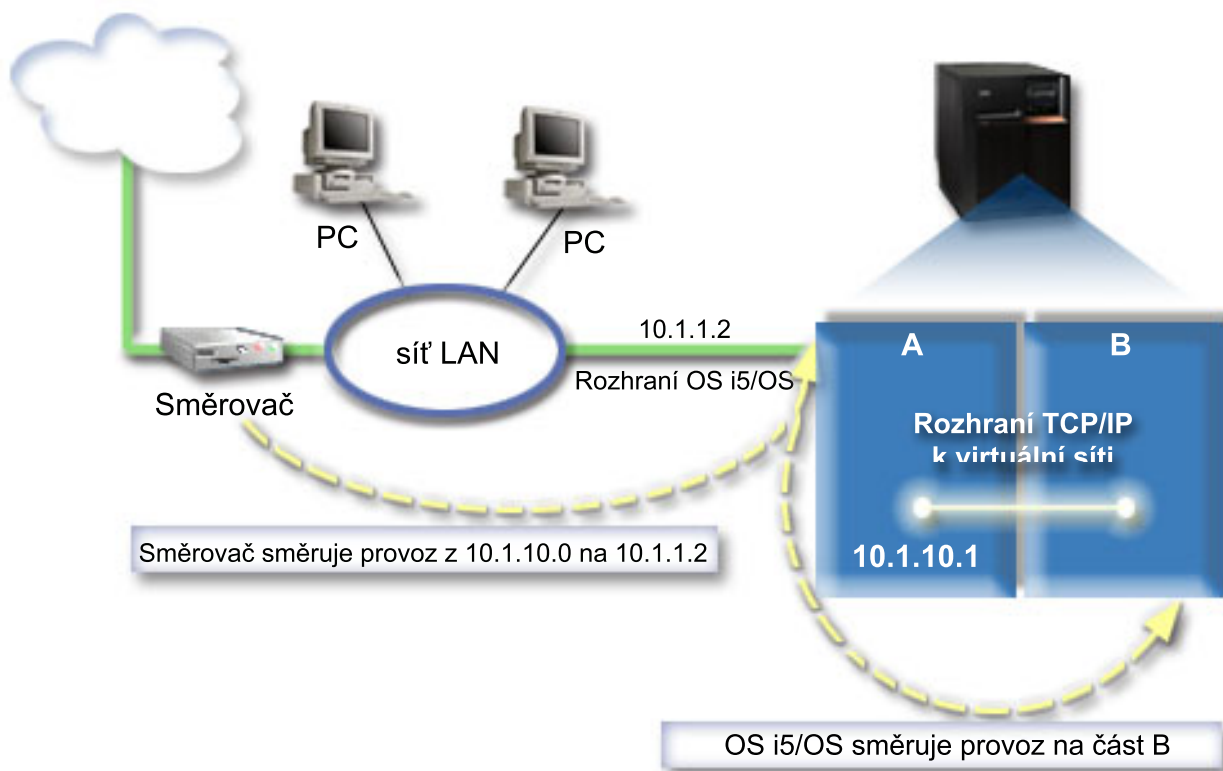 PC
PC
10.1.1.2
síť LAN
Rozhraní OS i5/OS
Směrovač
A
B
Rozhraní TCP/IP
k virtuální síti
Směrovač směruje provoz z 10.1.10.0 na 10.1.1.2
10.1.10.1
OS i5/OS směruje provoz na část B